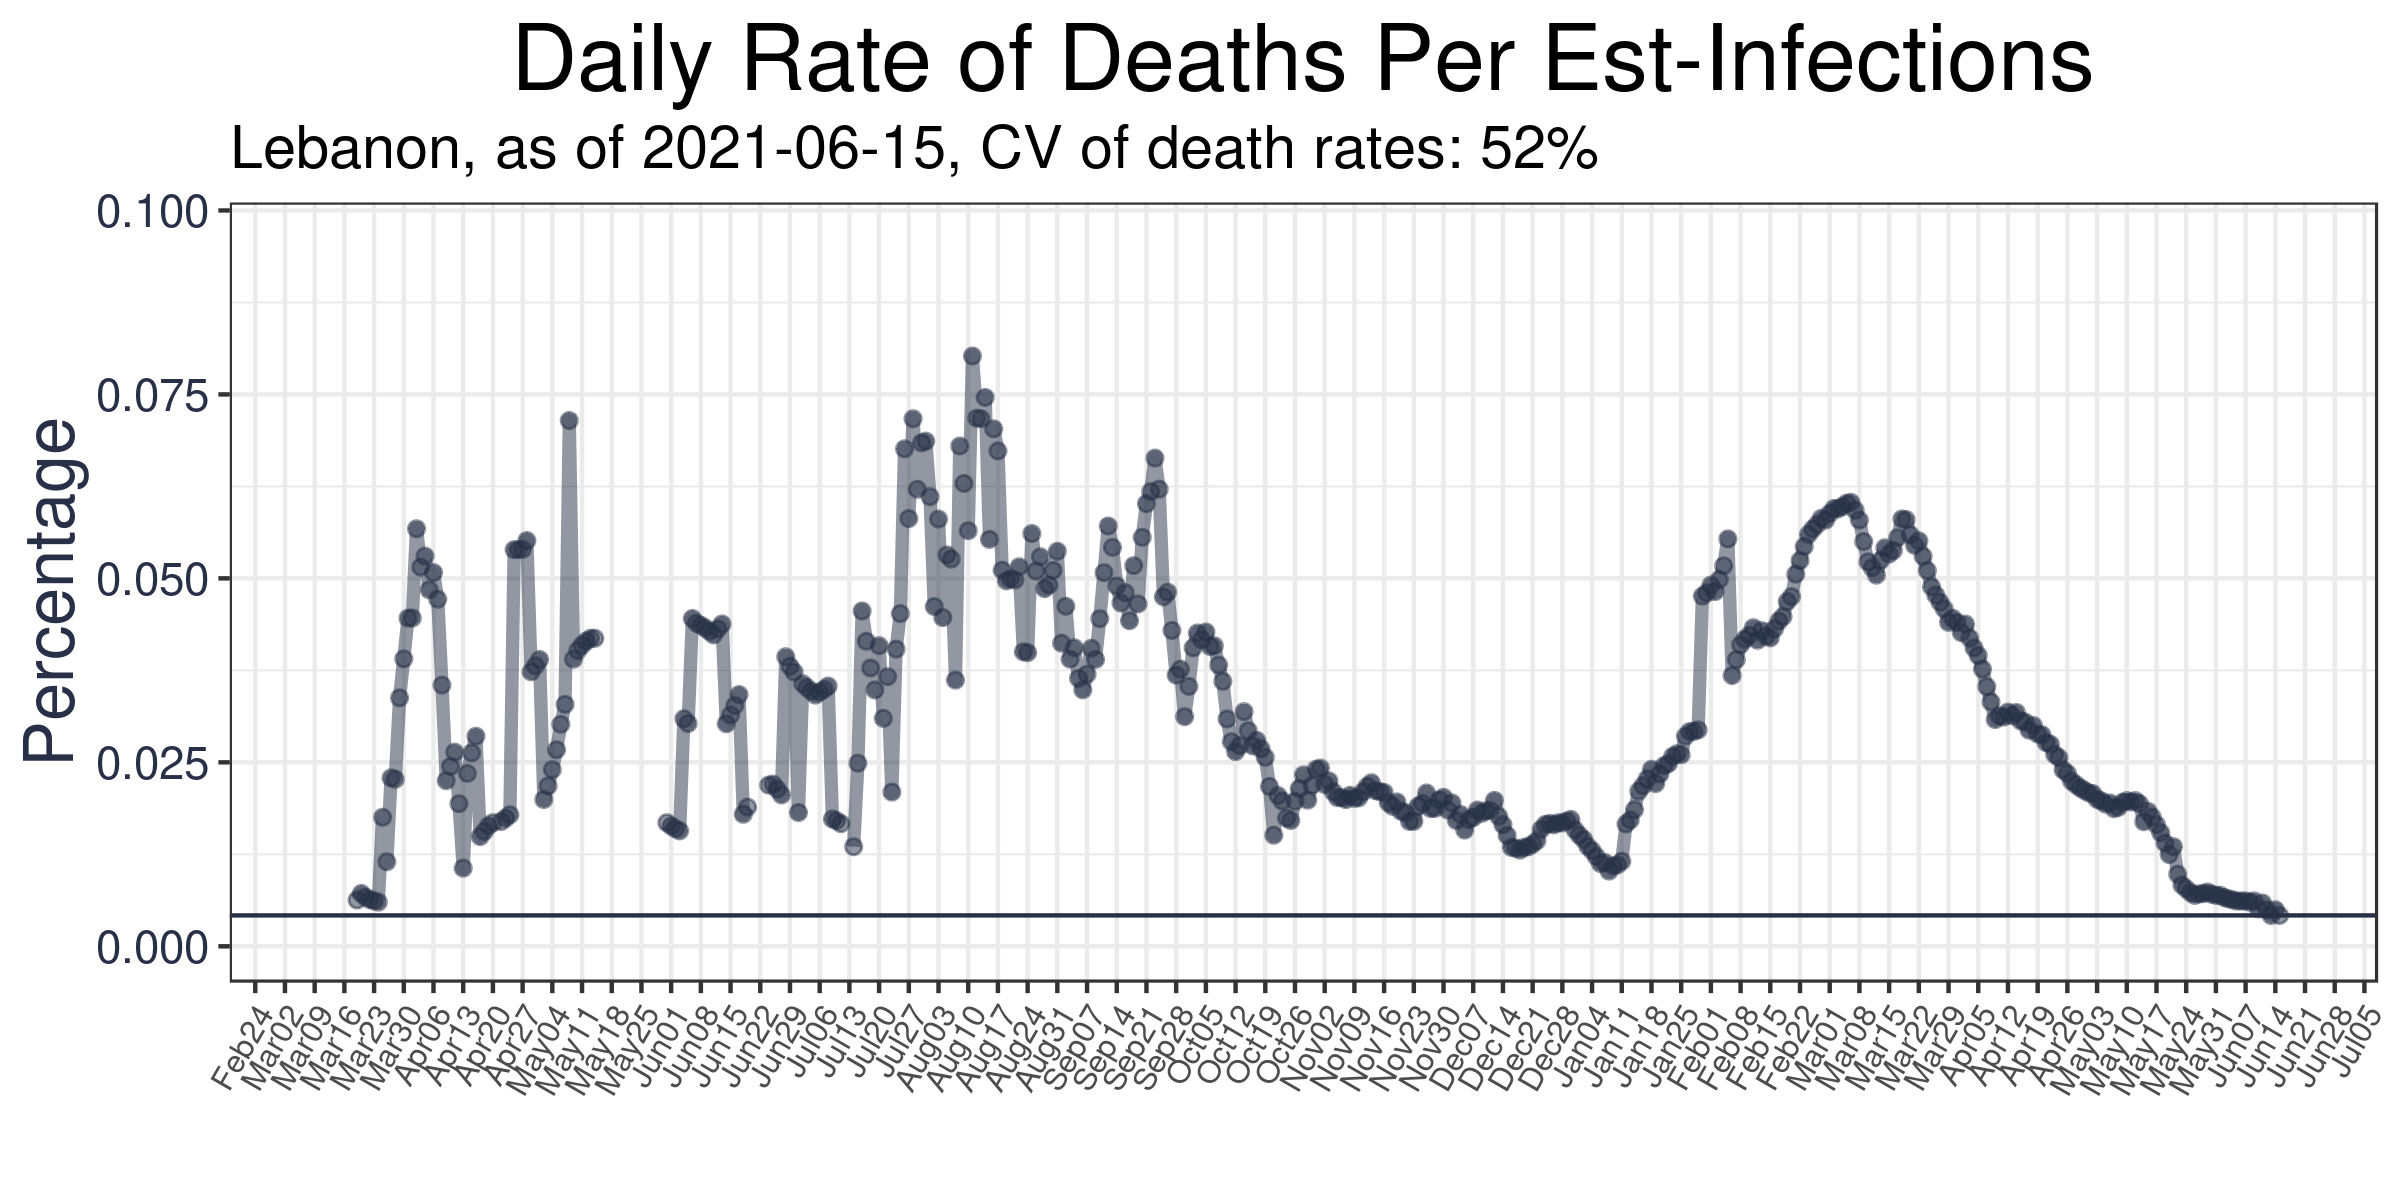 Daily Rate of Deaths Per Est-Infections
Lebanon, as of 2021-06-15, CV of death rates: 52%
Percentage
0.100
0.075
0.050
0.025
0.000
Feb24
Mar02
Mar09
Mar16
Mar23
Mar30
Apr06
Apr13
Apr20
Apr27
May04
May11
May18
May25
Jun01
Jun08
Jun15
Jun22
Jun29
Jul06
Jul13
Jul20
Jul27
Aug03
Aug10
Aug17
Aug24
Aug31
Sep07
Sep14
Sep21
Sep28
Oct05
Oct12
Oct19
Oct26
Nov02
Nov09
Nov16
Nov23
Nov30
Dec07
Dec14
Dec21
Dec28
Jan04
Jan11
Jan18
Jan25
Feb01
Feb08
Feb15
Feb22
Mar01
Mar08
Mar15
Mar22
Mar29
Apr05
Apr12
Apr19
Apr26
May03
May10
May17
May24
May31
Jun07
Jun14
Jun21
Jun28
Jul05